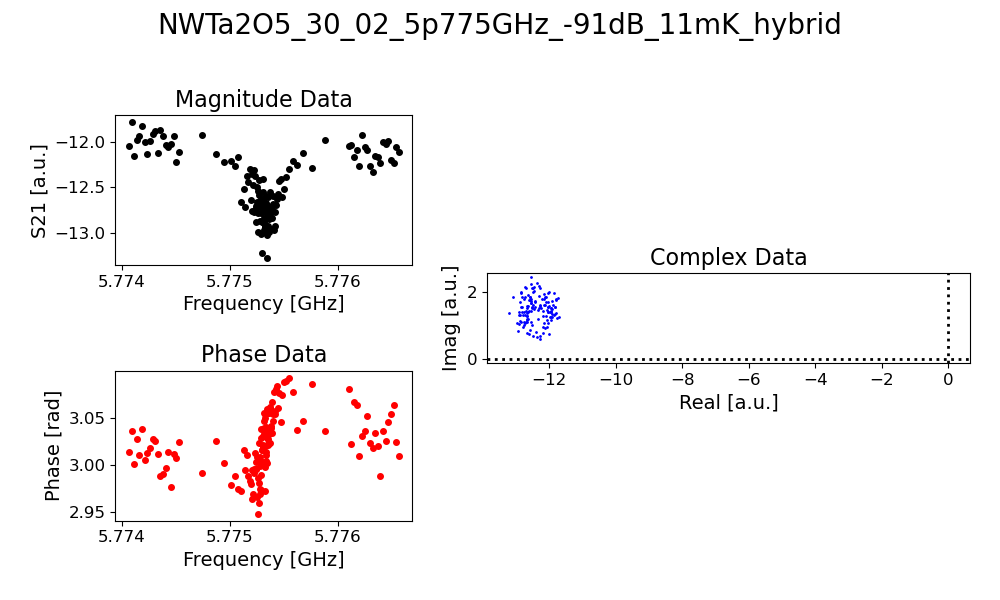 NWTa2O5_30_02_5p775GHz_-91dB_11mK_hybrid
Magnitude Data
S21 [a.u.]
−12.0
−12.5
−13.0
5.774
5.775
5.776
Frequency [GHz]
Phase Data
Phase [rad]
3.05
3.00
2.95
5.774
5.775
5.776
Frequency [GHz]
Complex Data
Imag [a.u.]
2
0
−12
−10
−8
−6
−4
−2
0
Real [a.u.]